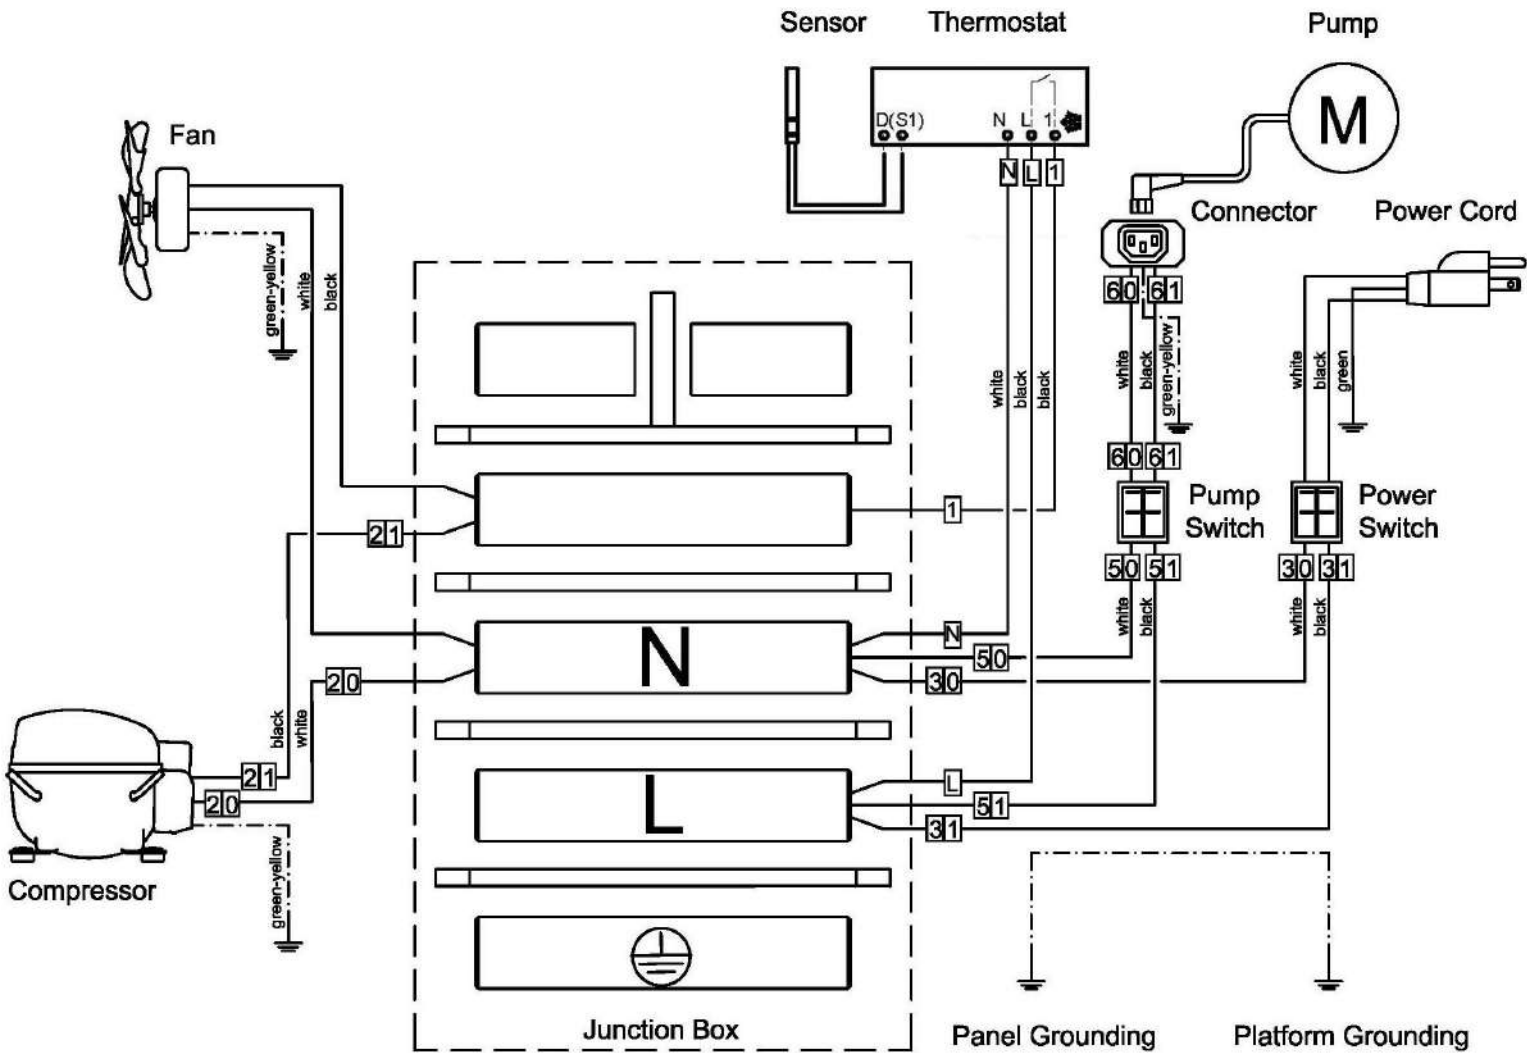 Sensor
Thermostat
Pump
M
D(S1)
N
L
1
N
L
1
Fan
Connector
Power Cord
green-yellow
white
black
60
61
white
black
black
white
black
green-yellow
white
black
green
60
61
Pump
Switch
Power
Switch
1
21
50
51
30
31
white
black
white
black
N
N
50
30
20
black
white
21
20
L
L
51
31
Compressor
green-yellow
Junction Box
Panel Grounding
Platform Grounding